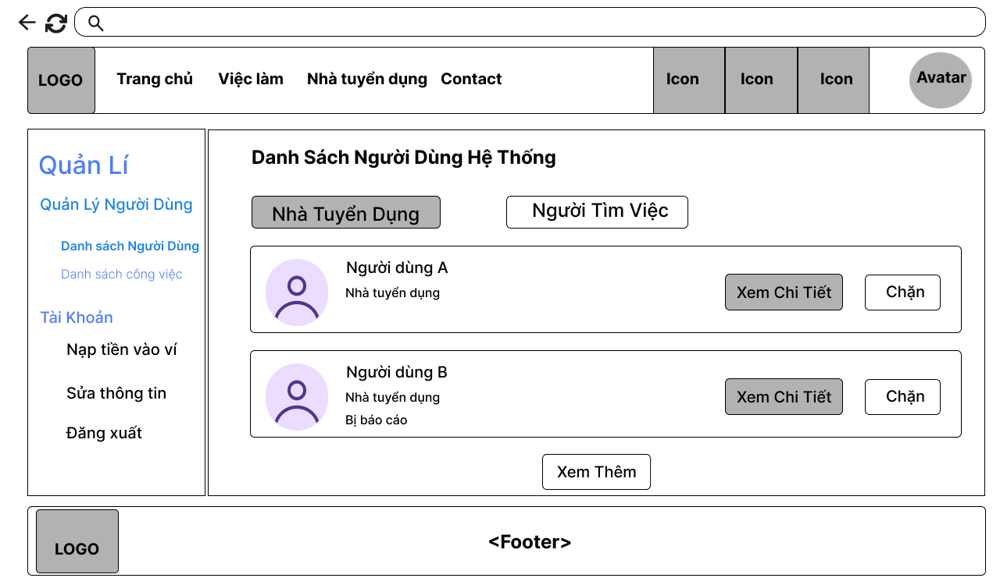 LOGO
Trang chủ
Việc làm
Nhà tuyển dụng
Contact
Icon
Icon
Icon
Avatar
Quản Lí
Quản Lý Người Dùng
Danh sách Người Dùng
Danh sách công việc
Tài Khoản
Nạp tiền vào ví
Sửa thông tin
Đăng xuất
Danh Sách Người Dùng Hệ Thống
Nhà Tuyển Dụng
Người Tìm Việc
Người dùng A
Nhà tuyển dụng
Xem Chi Tiết
Chặn
Người dùng B
Nhà tuyển dụng
Bị báo cáo
Xem Chi Tiết
Chặn
Xem Thêm
LOGO
<Footer>